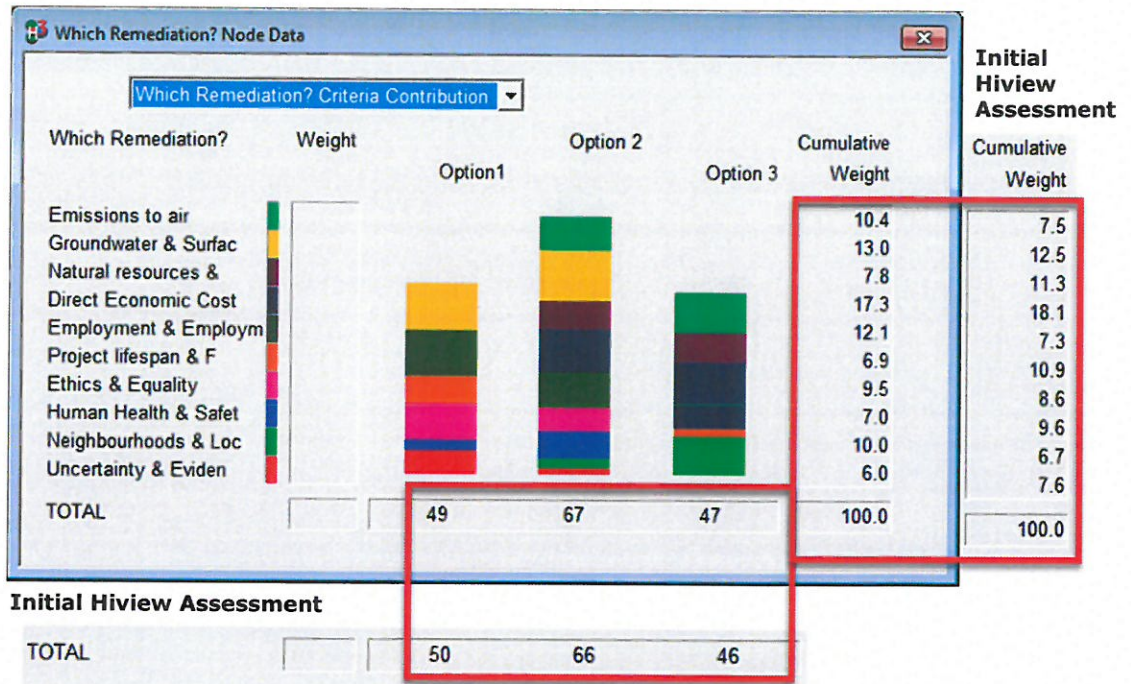 Which Remediation? Node Data
Initial
Hiview
Assessment
Which Remediation? Criteria Contribution
Which Remediation? Weight Option1 Option 2 Option 3 Cumulative Weight
Cumulative
Weight
Emissions to air 10.4 7.5
Groundwater & Surfac 13.0 12.5
Natural resources & 7.8 11.3
Direct Economic Cost 17.3 18.1
Employment & Employm 12.1 7.3
Project lifespan & F 6.9 10.9
Ethics & Equality 9.5 8.6
Human Health & Safet 7.0 9.6
Neighbourhoods & Loc 10.0 6.7
Uncertainty & Eviden 6.0 7.6
TOTAL 49 67 47 100.0 100.0
Initial Hiview Assessment
TOTAL 50 66 46